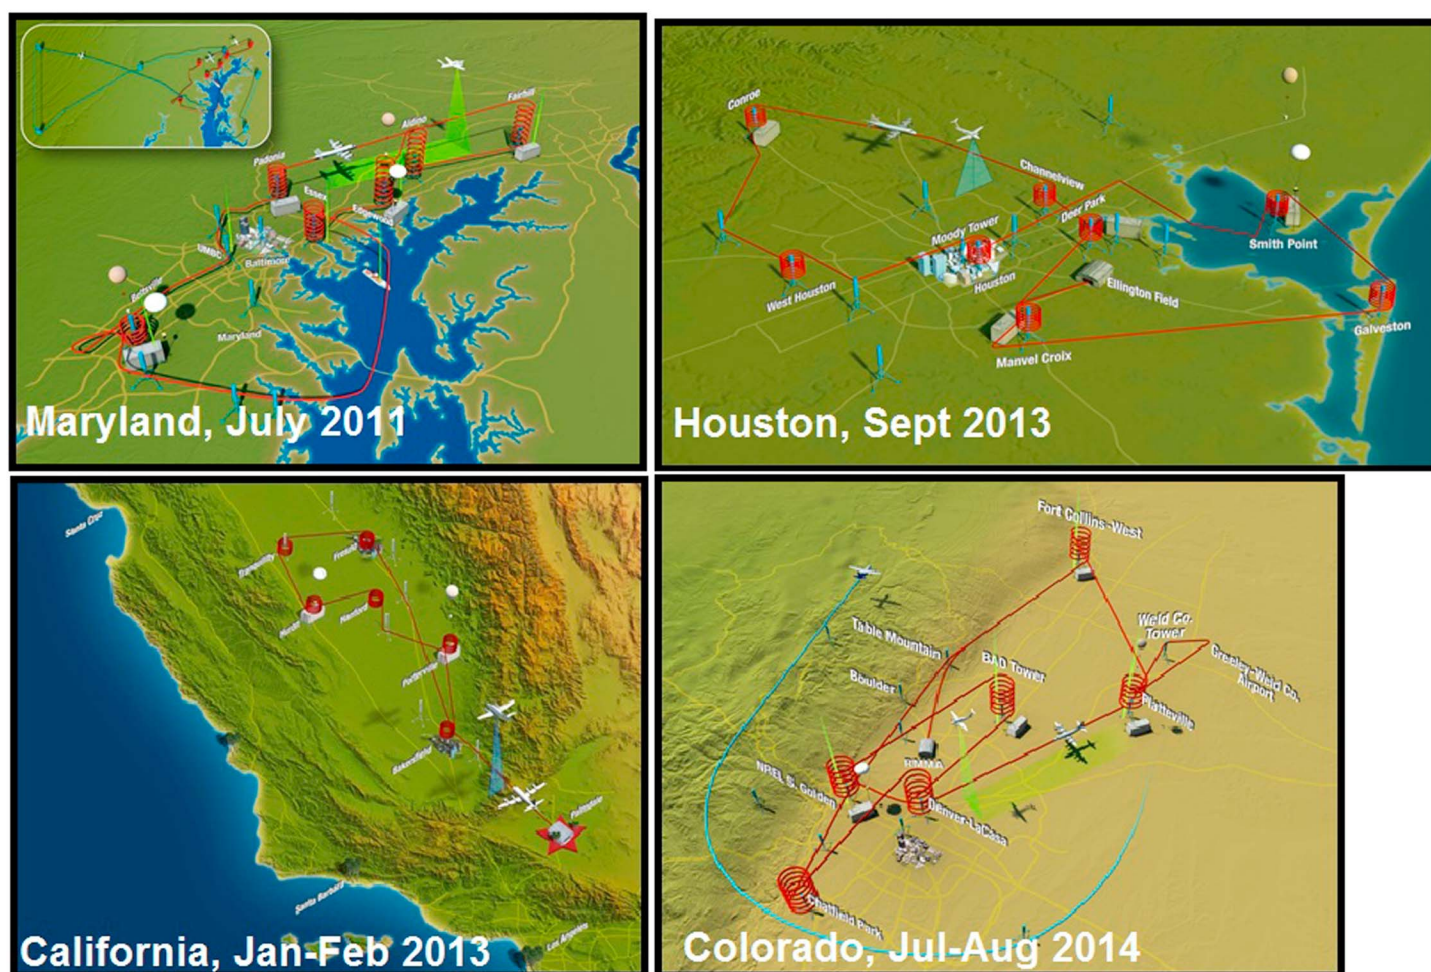 Fairhill
Aldino
Padonia
Essex
Edgewood
UMBC
Baltimore
Beltsville
Maryland
Maryland, July 2011
Conroe
Channelview
Deer Park
Moody Tower
Smith Point
West Houston
Houston
Ellington Field
Galveston
Manvel Croix
Houston, Sept 2013
Santa Cruz
Fresno
Tranquility
Hanford
Huron
Porterville
Bakersfield
Palmdale
Santa Barbara
Los Angeles
California, Jan-Feb 2013
Fort Collins-West
Weld Co.
Tower
Table Mountain
BAO Tower
Greeley-Weld Co.
Airport
Boulder
Platteville
NREL S. Golden
Denver-LaCasa
Chatfield Park
Colorado, Jul-Aug 2014